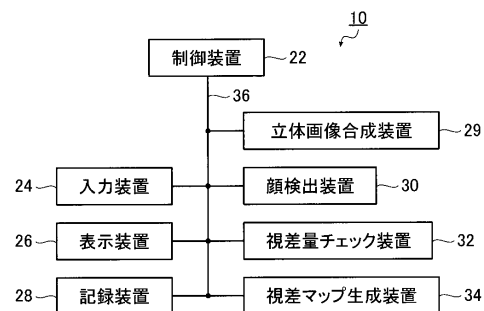 10
制御装置 22
36
立体画像合成装置 29
24 入力装置 顔検出装置 30
26 表示装置 視差量チェック装置 32
28 記録装置 視差マップ生成装置 34